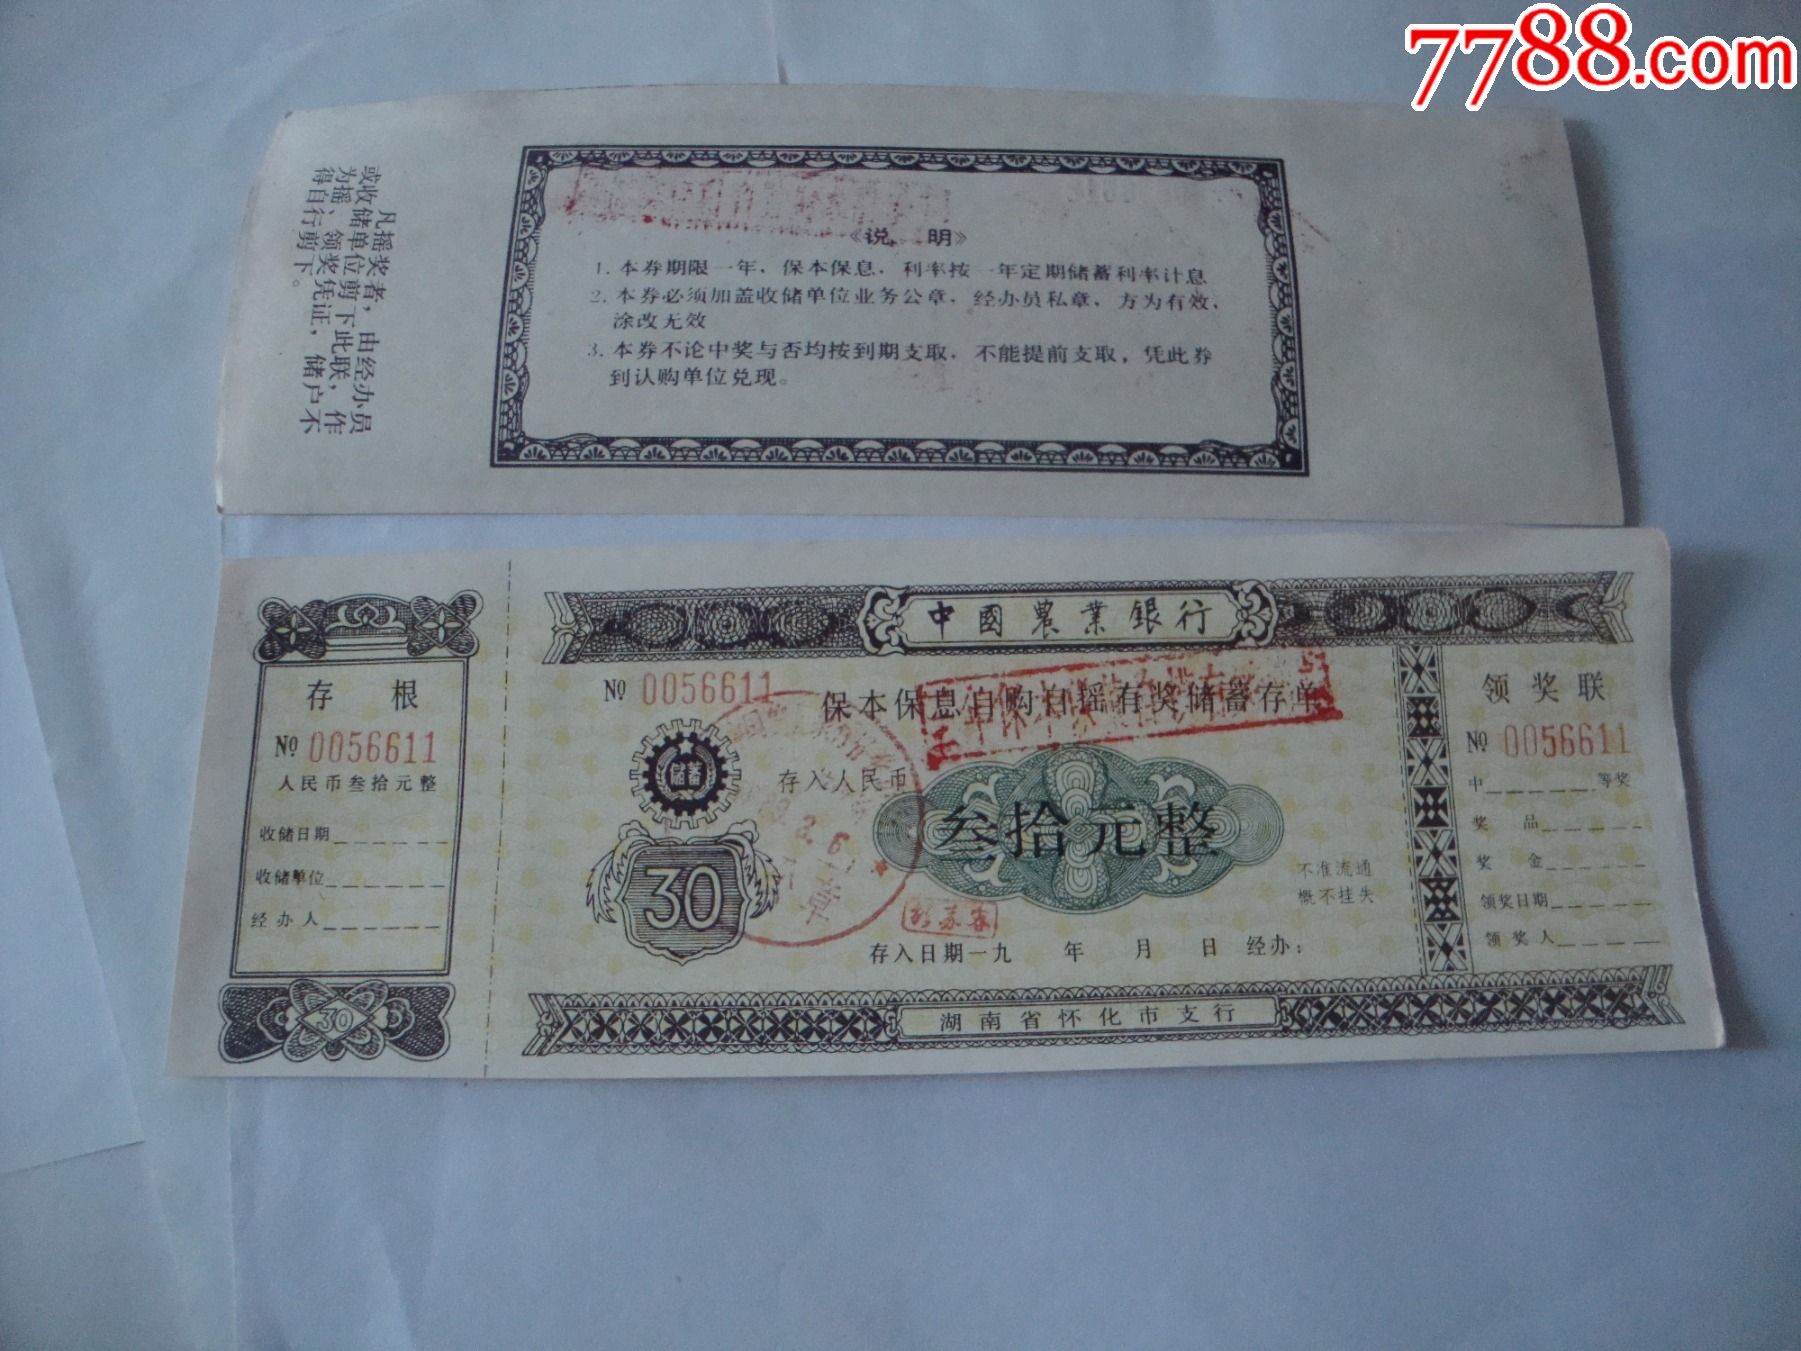 7788.com
凡摇奖者，由经办员
或收储单位剪下此联，作
为摇、领奖凭证，储户不
得自行剪下。
《说 明》
1. 本券期限一年，保本保息，利率按一年定期储蓄利率计息
2. 本券必须加盖收储单位业务公章，经办员私章，方为有效，
涂改无效
3. 本券不论中奖与否均按到期支取，不能提前支取，凭此券
到认购单位兑现。
存 根
№ 0056611
人民币叁拾元整
收储日期
收储单位
经办人
30
中國農業銀行
№ 0056611
保本保息自购自摇有奖储蓄存单
储蓄
存入人民币
叁拾元整
30
不准流通
概不挂失
存入日期一九 年 月 日 经办：
湖南省怀化市支行
领奖联
№ 0056611
中 等奖
奖 品
奖 金
领奖日期
领奖人